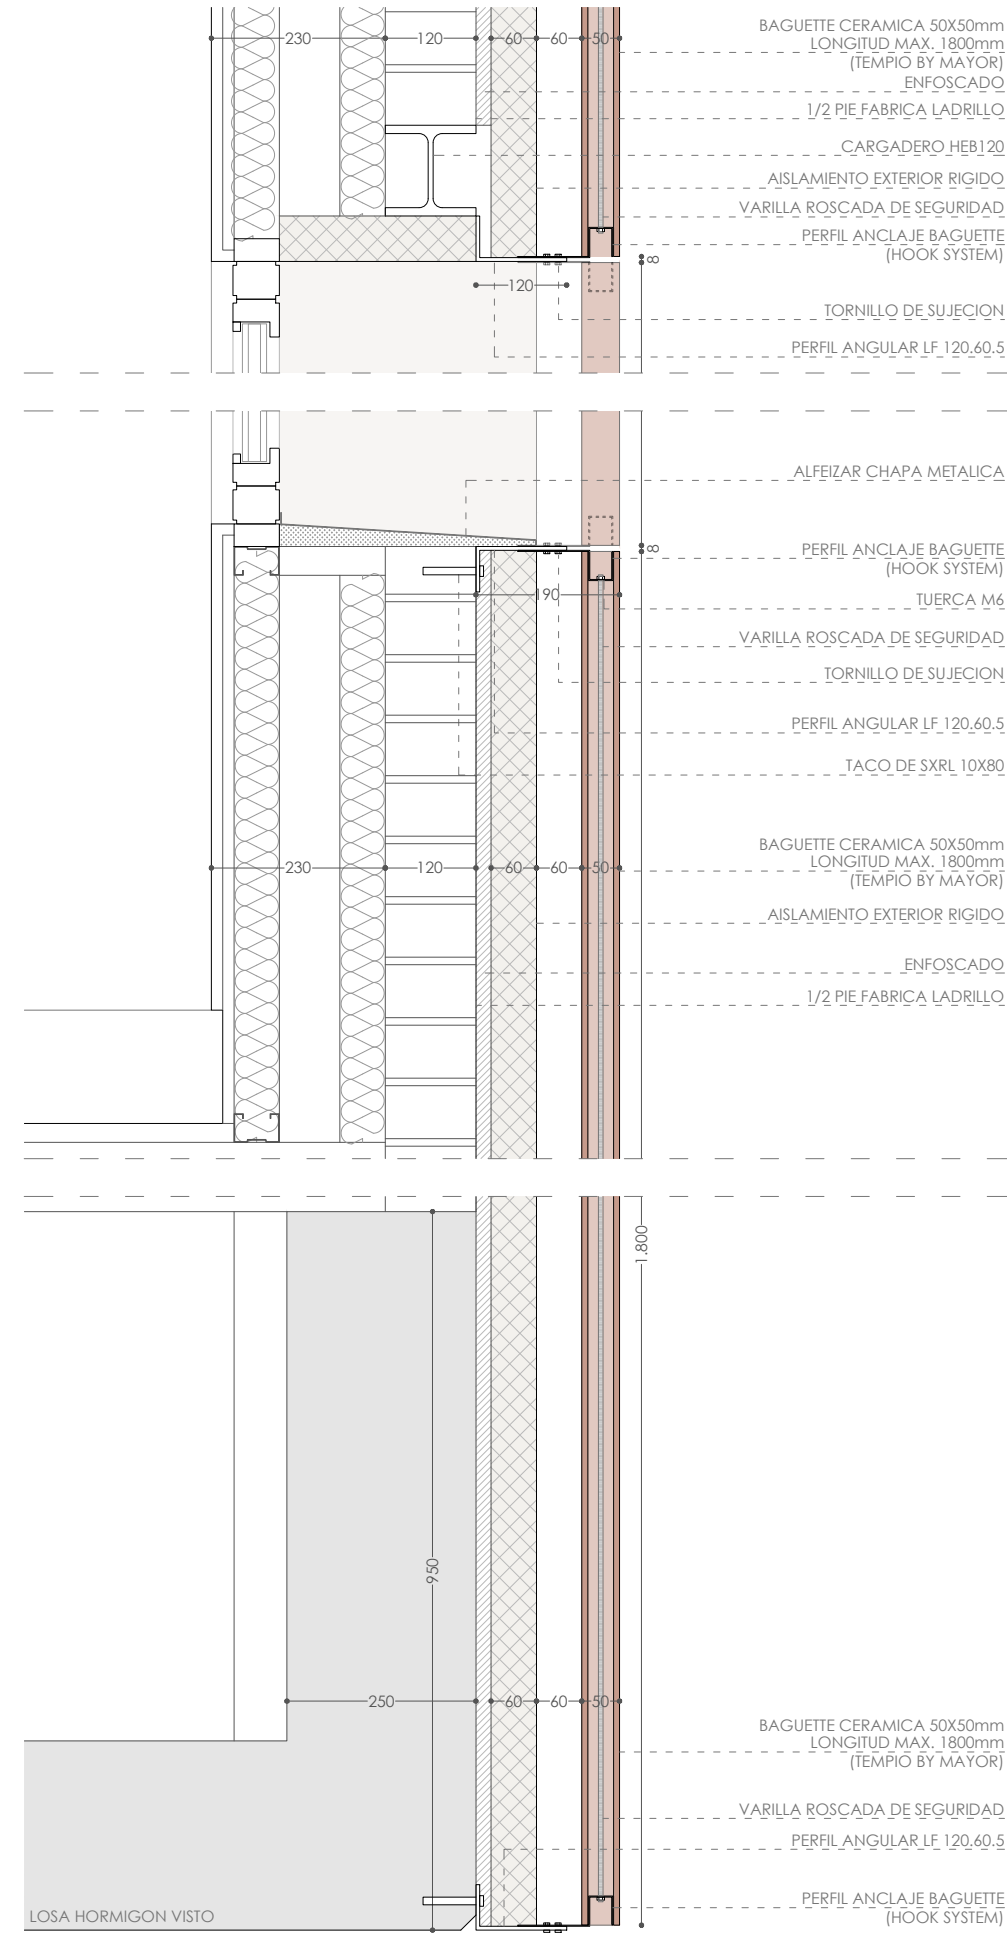 230
120
60
60
50
BAGUETTE CERAMICA 50X50mm
LONGITUD MAX. 1800mm
(TEMPIO BY MAYOR)
ENFOSCADO
1/2 PIE FABRICA LADRILLO
CARGADERO HEB120
AISLAMIENTO EXTERIOR RIGIDO
VARILLA ROSCADA DE SEGURIDAD
PERFIL ANCLAJE BAGUETTE
(HOOK SYSTEM)
8
120
TORNILLO DE SUJECION
PERFIL ANGULAR LF 120.60.5
ALFEIZAR CHAPA METALICA
8
PERFIL ANCLAJE BAGUETTE
(HOOK SYSTEM)
190
TUERCA M6
VARILLA ROSCADA DE SEGURIDAD
TORNILLO DE SUJECION
PERFIL ANGULAR LF 120.60.5
TACO DE SXRL 10X80
BAGUETTE CERAMICA 50X50mm
LONGITUD MAX. 1800mm
(TEMPIO BY MAYOR)
230
120
60
60
50
AISLAMIENTO EXTERIOR RIGIDO
ENFOSCADO
1/2 PIE FABRICA LADRILLO
1.800
950
250
60
60
50
BAGUETTE CERAMICA 50X50mm
LONGITUD MAX. 1800mm
(TEMPIO BY MAYOR)
VARILLA ROSCADA DE SEGURIDAD
PERFIL ANGULAR LF 120.60.5
PERFIL ANCLAJE BAGUETTE
(HOOK SYSTEM)
LOSA HORMIGON VISTO